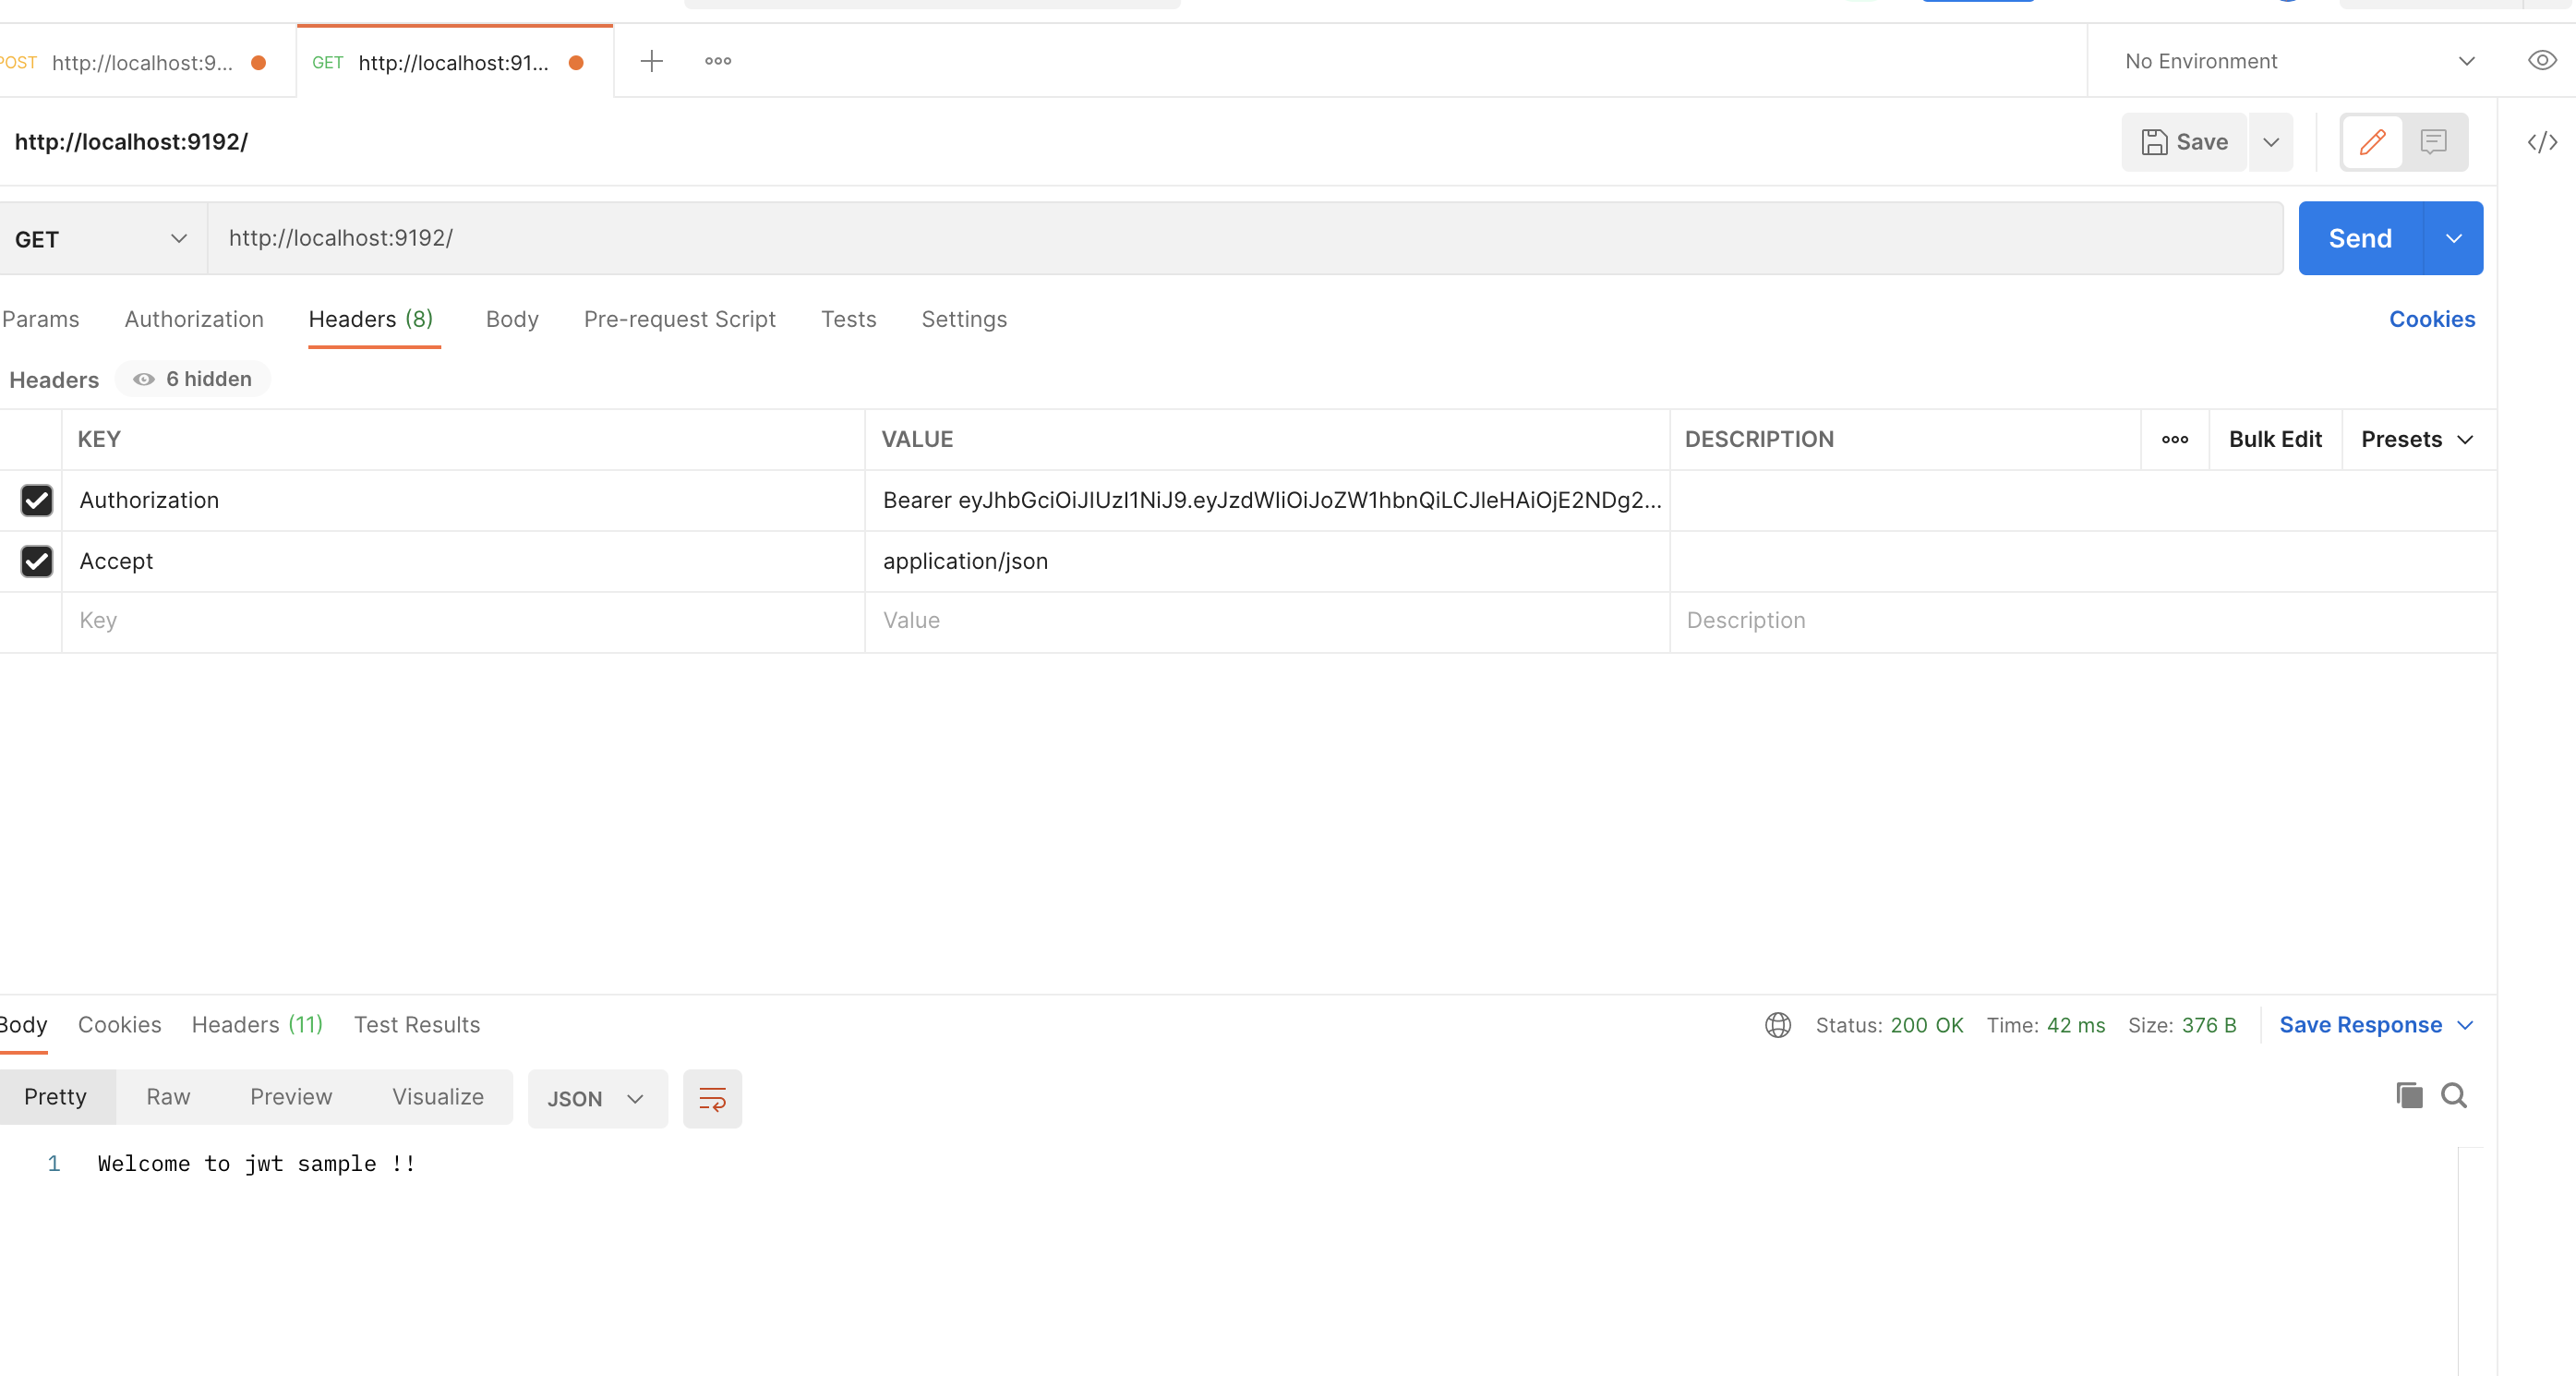 POST http://localhost:9... GET http://localhost:91... No Environment
http://localhost:9192/ Save
GET http://localhost:9192/ Send
Params Authorization Headers (8) Body Pre-request Script Tests Settings Cookies
Headers 6 hidden
KEY VALUE DESCRIPTION Bulk Edit Presets
Authorization Bearer eyJhbGciOiJIUzI1NiJ9.eyJzdWIiOiJoZW1hbnQiLCJleHAiOjE2NDg2...
Accept application/json
Key Value Description
Body Cookies Headers (11) Test Results Status: 200 OK Time: 42 ms Size: 376 B Save Response
Pretty Raw Preview Visualize JSON
1 Welcome to jwt sample !!